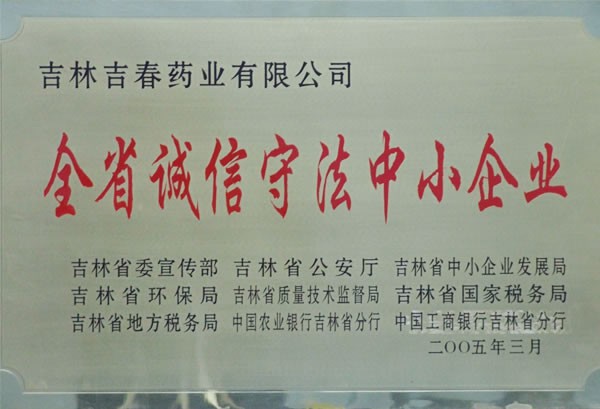 吉林吉春药业有限公司
全省诚信守法中小企业
吉林省委宣传部 吉林省公安厅 吉林省中小企业发展局
吉林省环保局 吉林省质量技术监督局 吉林省国家税务局
吉林省地方税务局 中国农业银行吉林省分行 中国工商银行吉林省分行
二〇〇五年三月